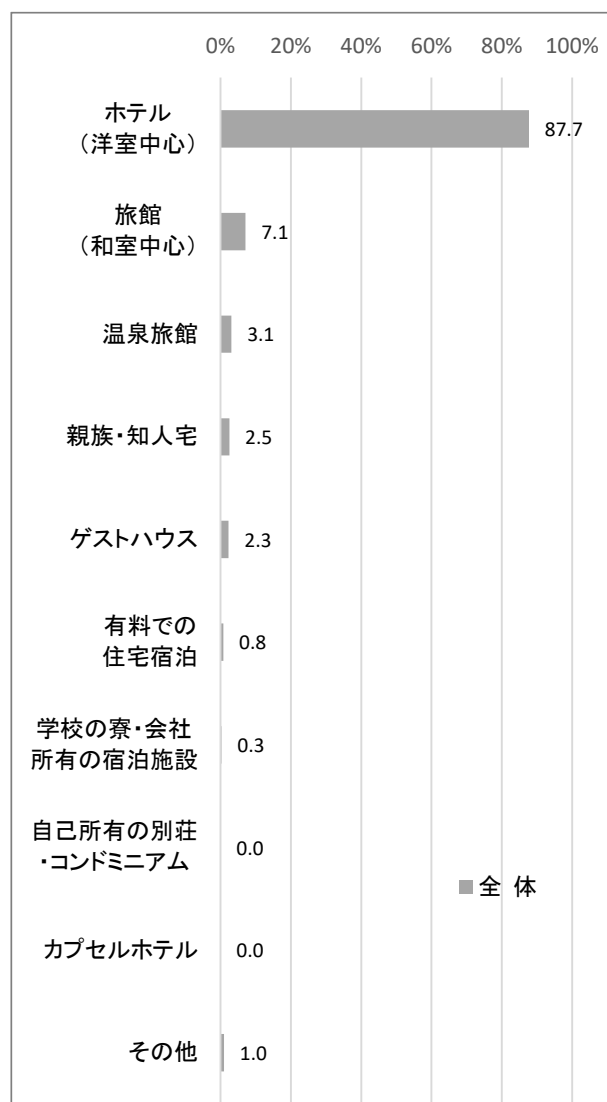 0% 20% 40% 60% 80% 100%
ホテル
（洋室中心）
87.7
旅館
（和室中心）
7.1
温泉旅館
3.1
親族・知人宅
2.5
ゲストハウス
2.3
有料での
住宅宿泊
0.8
学校の寮・会社
所有の宿泊施設
0.3
自己所有の別荘
・コンドミニアム
0.0
全 体
カプセルホテル
0.0
その他
1.0